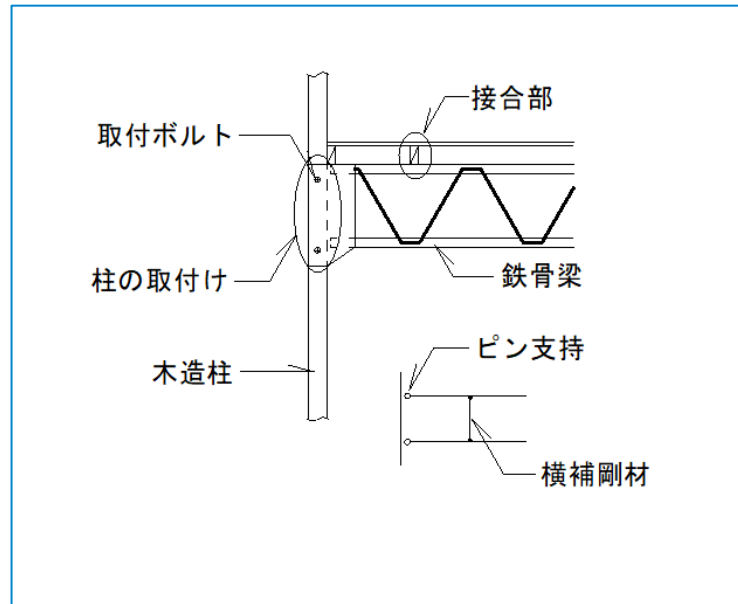 接合部
取付ボルト
柱の取付け
鉄骨梁
木造柱
ピン支持
横補剛材